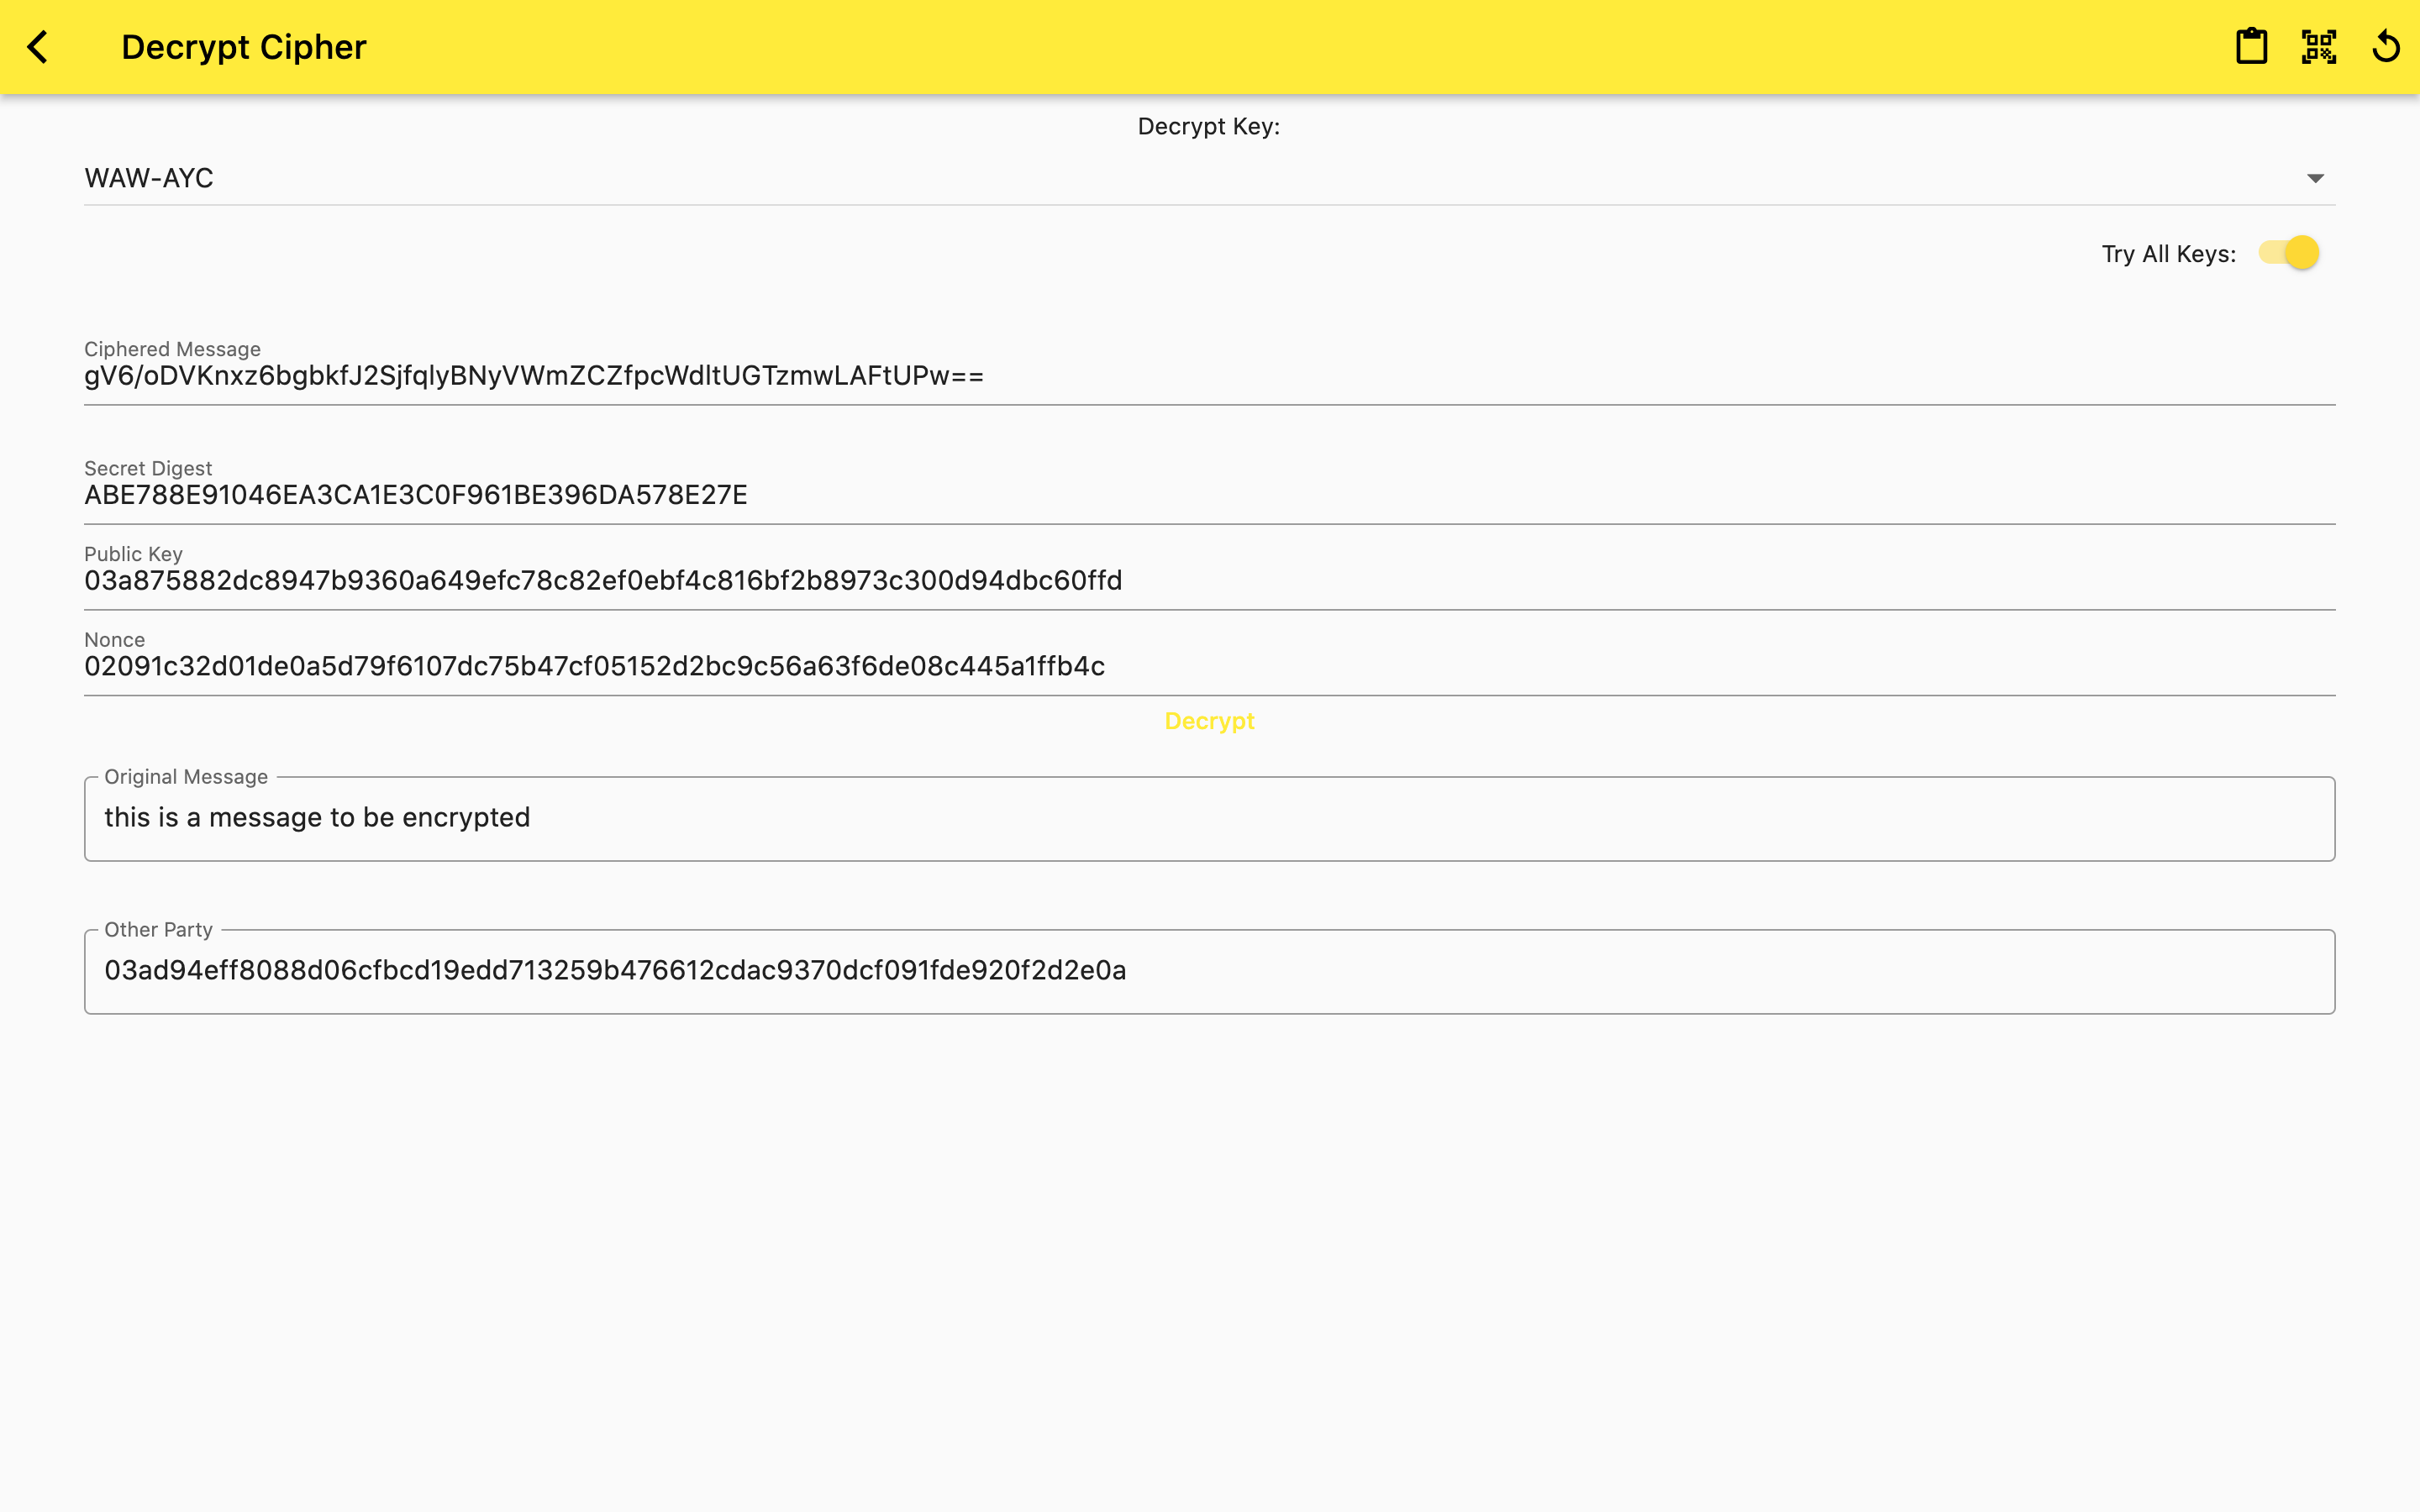 Decrypt Cipher
Decrypt Key:
WAW-AYC
Try All Keys:
Ciphered Message
gV6/oDVKnxz6bgbkfJ2SjfqlyBNyVWmZCZfpcWdltUGTzmwLAFtUPw==
Secret Digest
ABE788E91046EA3CA1E3C0F961BE396DA578E27E
Public Key
03a875882dc8947b9360a649efc78c82ef0ebf4c816bf2b8973c300d94dbc60ffd
Nonce
02091c32d01de0a5d79f6107dc75b47cf05152d2bc9c56a63f6de08c445a1ffb4c
Decrypt
Original Message
this is a message to be encrypted
Other Party
03ad94eff8088d06cfbcd19edd713259b476612cdac9370dcf091fde920f2d2e0a